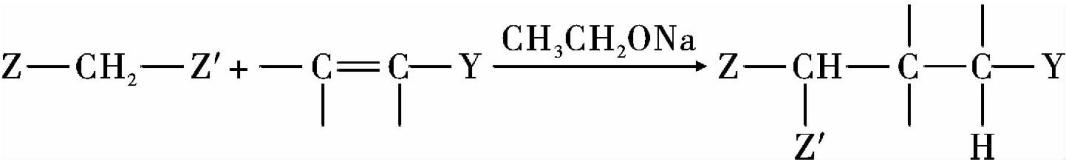 CH₃CH₂ONa
Z—CH₂—Z′ + —C=C—Y → Z—CH—C—C—Y
Z′ H